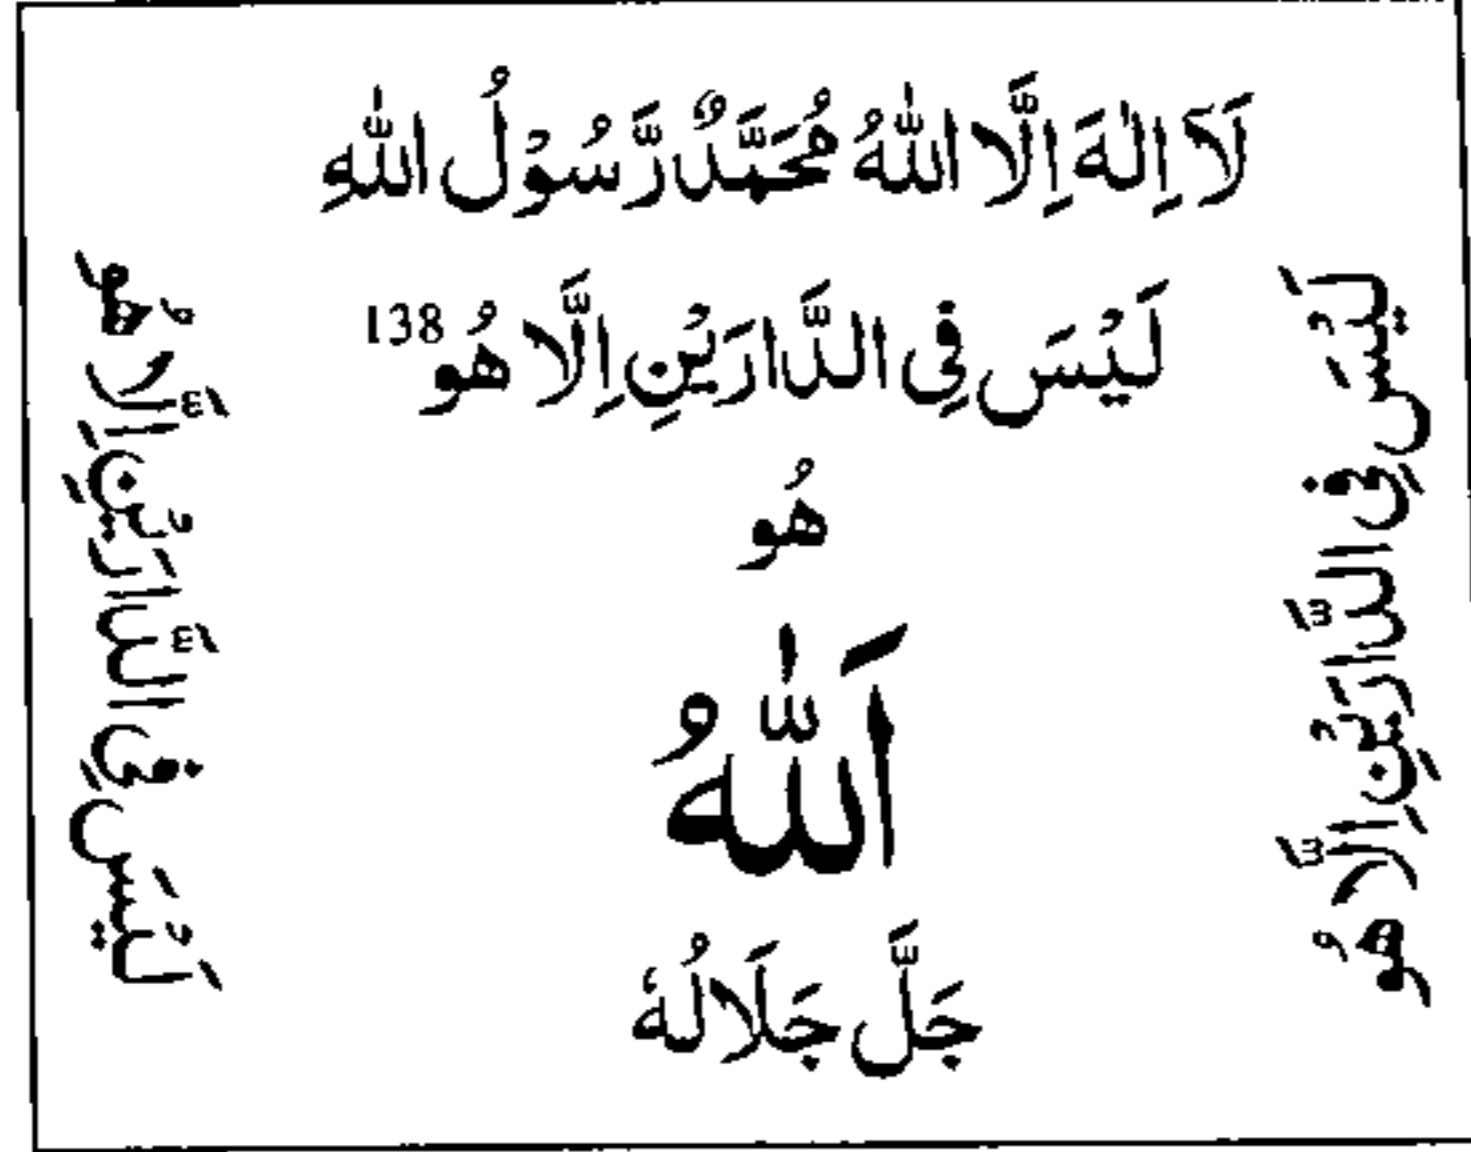 لَآ اِلٰهَ اِلَّا اللّٰهُ مُحَمَّدٌ رَّسُوْلُ اللّٰهِ
لَيْسَ فِى الدَّارَيْنِ اِلَّا هُو 138
هُو
اَللّٰهُ
جَلَّ جَلَالُهٗ
لَيْسَ فِى الدَّارَيْنِ اِلَّا هُو
لَيْسَ فِى الدَّارَيْنِ اِلَّا هُو